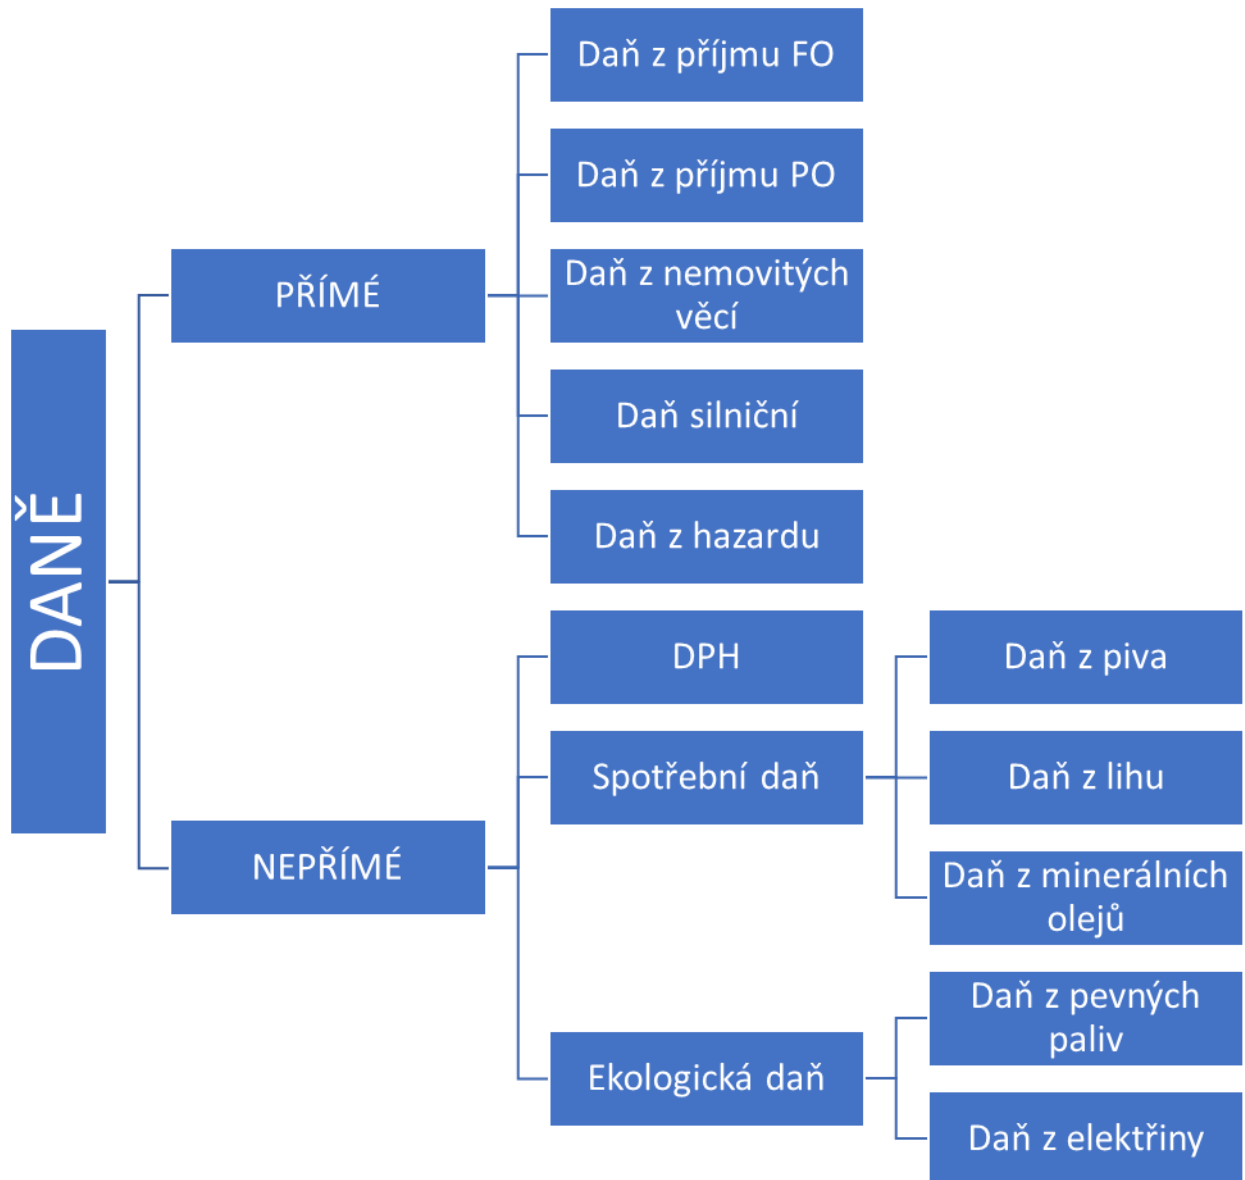 DANĚ
PŘÍMÉ
Daň z příjmu FO
Daň z příjmu PO
Daň z nemovitých
věcí
Daň silniční
Daň z hazardu
NEPŘÍMÉ
DPH
Spotřební daň
Daň z piva
Daň z lihu
Daň z minerálních
olejů
Ekologická daň
Daň z pevných
paliv
Daň z elektřiny